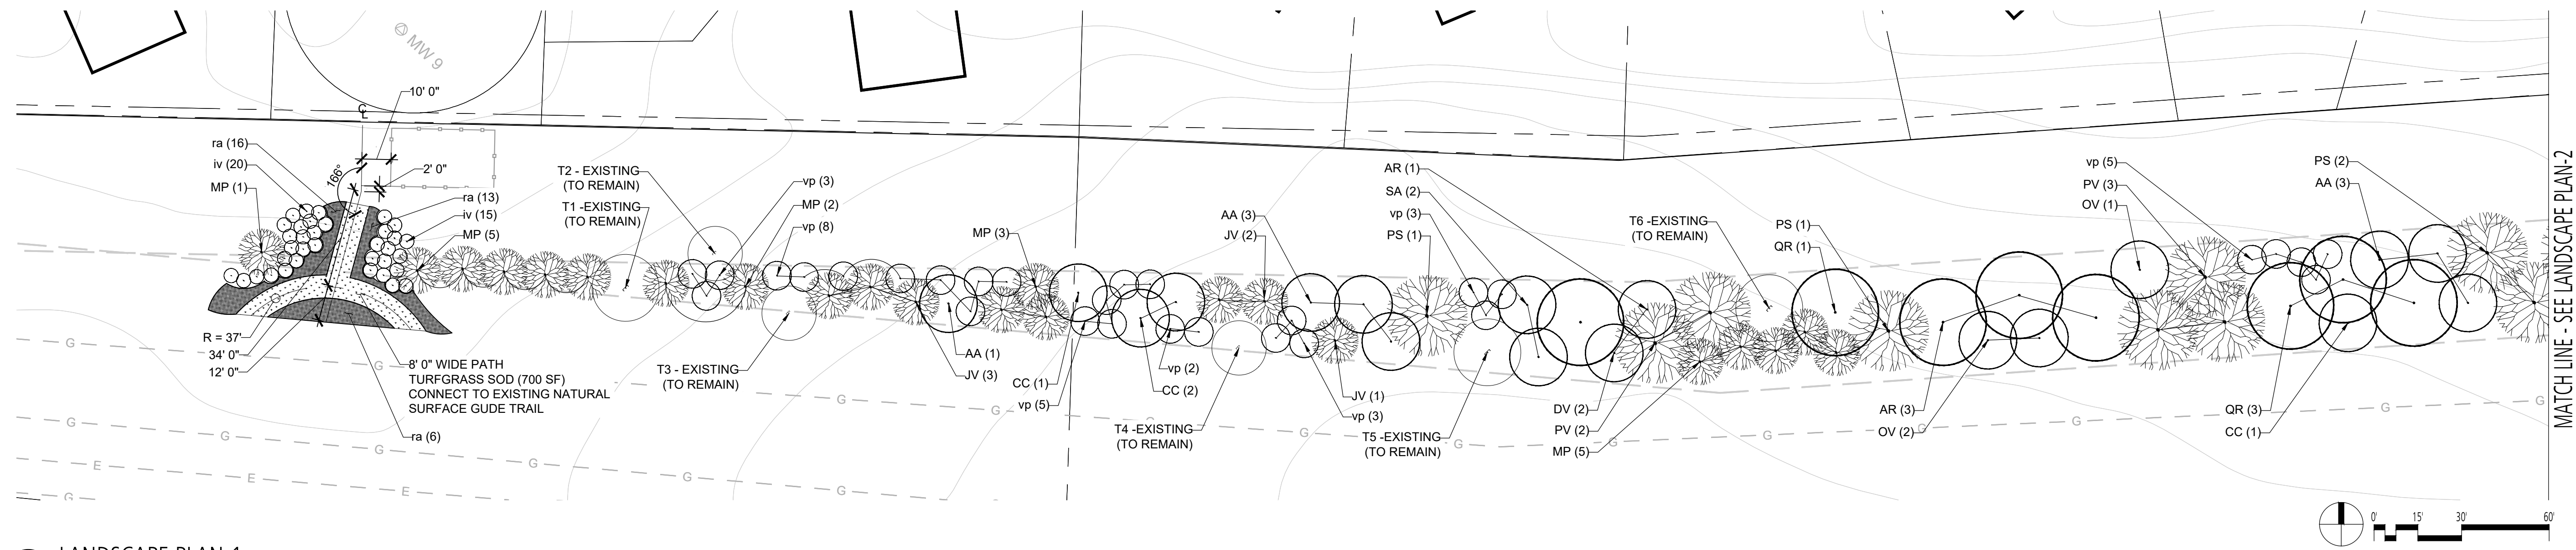 MW 9
10' 0"
CL
ra (16)
iv (20)
MP (1)
166°
2' 0"
ra (13)
iv (15)
MP (5)
T2 - EXISTING
(TO REMAIN)
T1 -EXISTING
(TO REMAIN)
vp (3)
MP (2)
vp (8)
MP (3)
AA (3)
JV (2)
AR (1)
SA (2)
vp (3)
PS (1)
T6 -EXISTING
(TO REMAIN)
PS (1)
QR (1)
vp (5)
PV (3)
OV (1)
PS (2)
AA (3)
R = 37'
34' 0"
12' 0"
8' 0" WIDE PATH
TURFGRASS SOD (700 SF)
CONNECT TO EXISTING NATURAL
SURFACE GUDE TRAIL
ra (6)
T3 - EXISTING
(TO REMAIN)
AA (1)
JV (3)
CC (1)
vp (5)
vp (2)
CC (2)
T4 -EXISTING
(TO REMAIN)
JV (1)
vp (3)
T5 -EXISTING
(TO REMAIN)
DV (2)
PV (2)
MP (5)
AR (3)
OV (2)
QR (3)
CC (1)
MATCH LINE - SEE LANDSCAPE PLAN-2
G G G G G G G G G G
G G G G G G G
E E E
G
0' 15' 30' 60'
LANDSCAPE PLAN-1